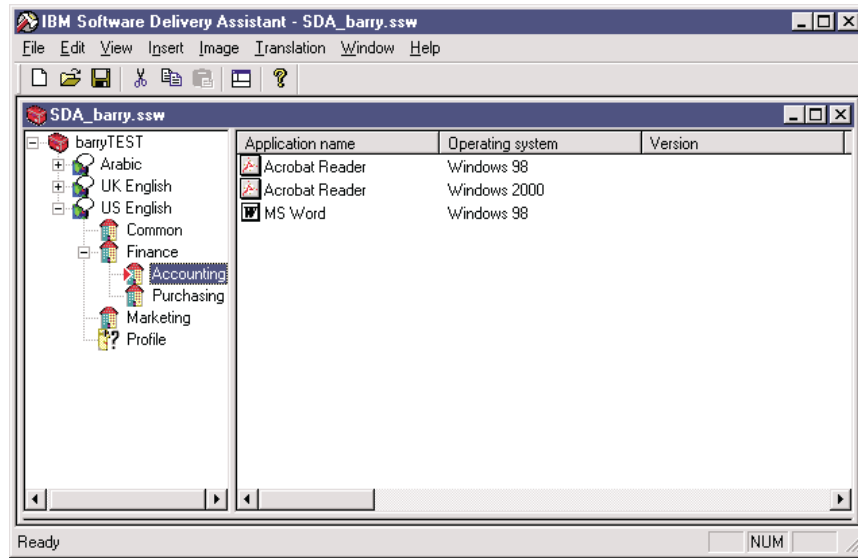 IBM Software Delivery Assistant - SDA_barry.ssw
File Edit View Insert Image Translation Window Help
SDA_barry.ssw
barryTEST
Arabic
UK English
US English
Common
Finance
Accounting
Purchasing
Marketing
Profile
Application name Operating system Version
Acrobat Reader Windows 98
Acrobat Reader Windows 2000
MS Word Windows 98
Ready NUM